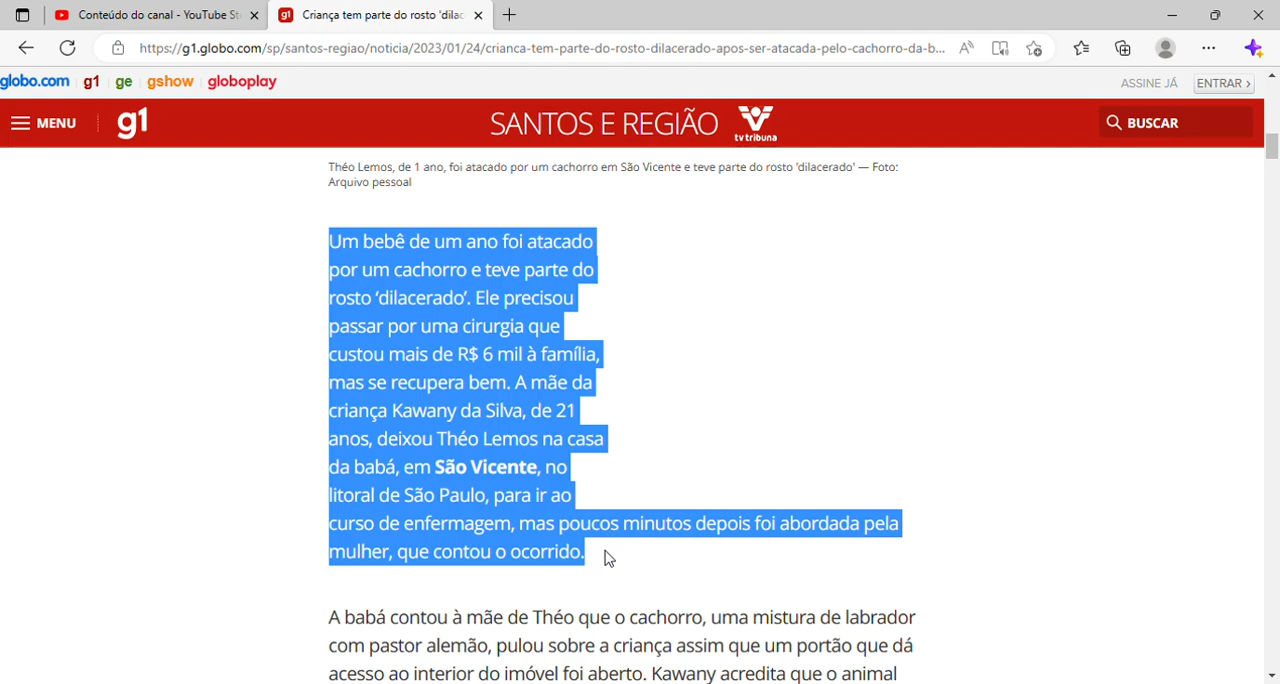 Conteúdo do canal - YouTube St
Criança tem parte do rosto 'dilac
https://g1.globo.com/sp/santos-regiao/noticia/2023/01/24/crianca-tem-parte-do-rosto-dilacerado-apos-ser-atacada-pelo-cachorro-da-b...
globo.com g1 ge gshow globoplay
ASSINE JÁ ENTRAR ›
MENU g1 SANTOS E REGIÃO tv tribuna BUSCAR
Théo Lemos, de 1 ano, foi atacado por um cachorro em São Vicente e teve parte do rosto 'dilacerado' — Foto:
Arquivo pessoal
Um bebê de um ano foi atacado
por um cachorro e teve parte do
rosto ‘dilacerado’. Ele precisou
passar por uma cirurgia que
custou mais de R$ 6 mil à família,
mas se recupera bem. A mãe da
criança Kawany da Silva, de 21
anos, deixou Théo Lemos na casa
da babá, em São Vicente, no
litoral de São Paulo, para ir ao
curso de enfermagem, mas poucos minutos depois foi abordada pela
mulher, que contou o ocorrido.
A babá contou à mãe de Théo que o cachorro, uma mistura de labrador
com pastor alemão, pulou sobre a criança assim que um portão que dá
acesso ao interior do imóvel foi aberto. Kawany acredita que o animal